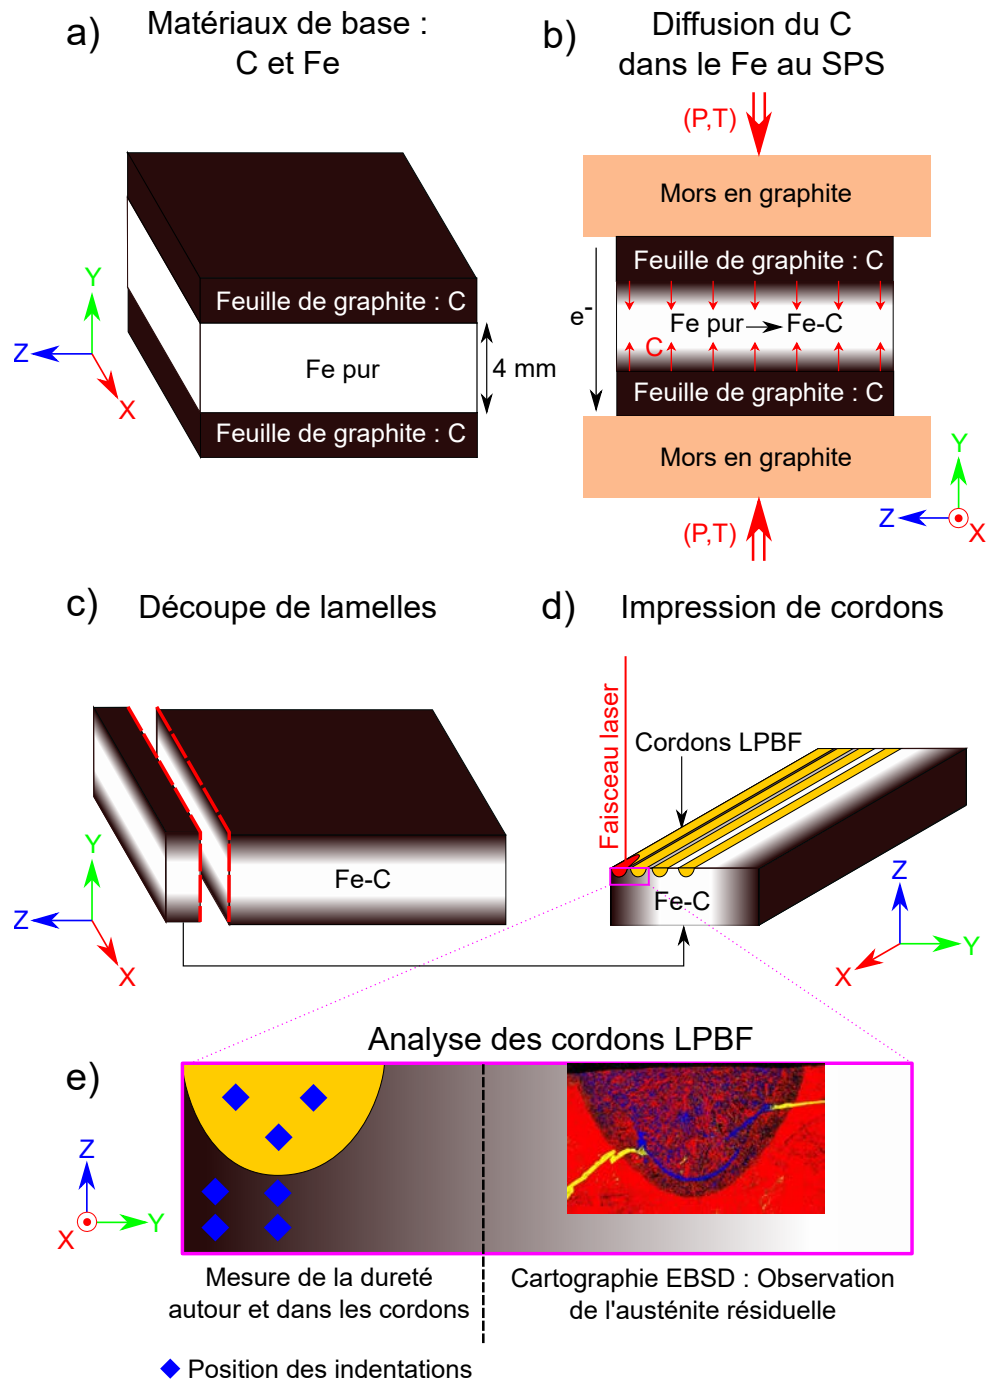 a)
Matériaux de base :
C et Fe
Feuille de graphite : C
Fe pur
4 mm
Feuille de graphite : C
Y
Z
X
b)
Diffusion du C
dans le Fe au SPS
(P,T)
Mors en graphite
Feuille de graphite : C
e-
Fe pur
Fe-C
C
Feuille de graphite : C
Mors en graphite
(P,T)
Y
Z
X
c)
Découpe de lamelles
Fe-C
Y
Z
X
d)
Impression de cordons
Faisceau laser
Cordons LPBF
Fe-C
Z
Y
X
Analyse des cordons LPBF
e)
Z
Y
X
Mesure de la dureté
autour et dans les cordons
Cartographie EBSD : Observation
de l'austénite résiduelle
Position des indentations